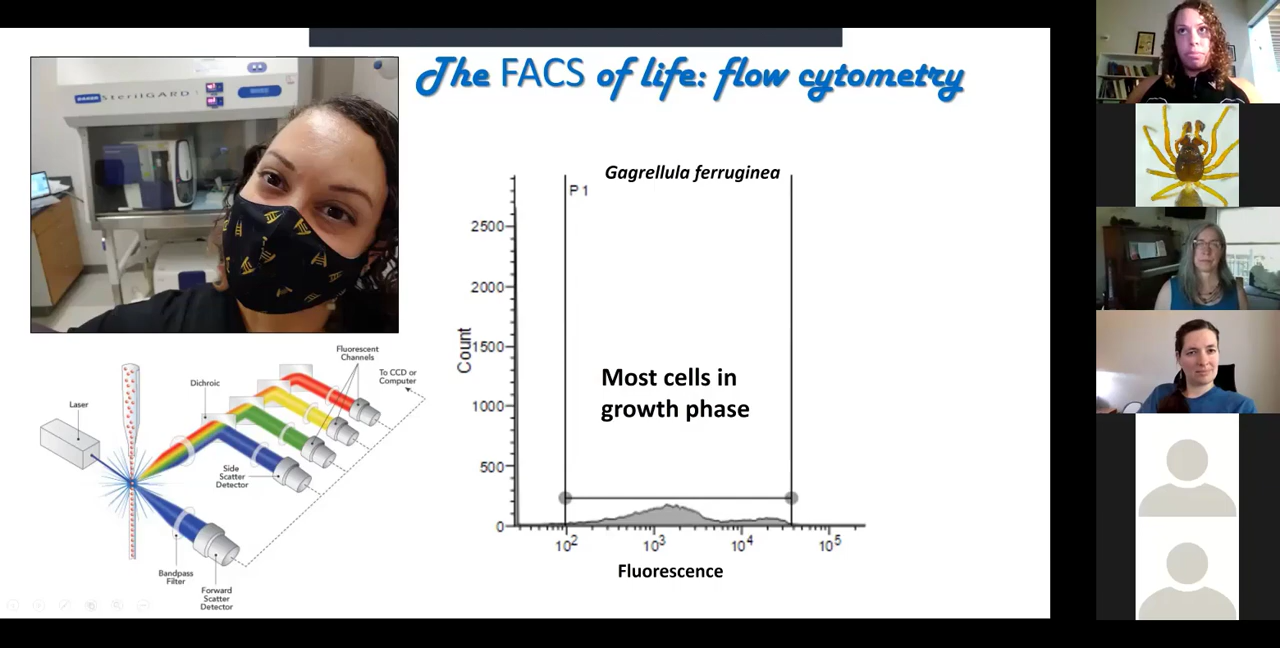 The FACS of life: flow cytometry
BAKER SterilGARD
Gagrellula ferruginea
P1
2500
2000
1500
1000
500
0
Count
Most cells in
growth phase
10²
10³
10⁴
10⁵
Fluorescence
Fluorescent
Channels
To CCD or
Computer
Dichroic
Laser
Side
Scatter
Detector
Bandpass
Filter
Forward
Scatter
Detector